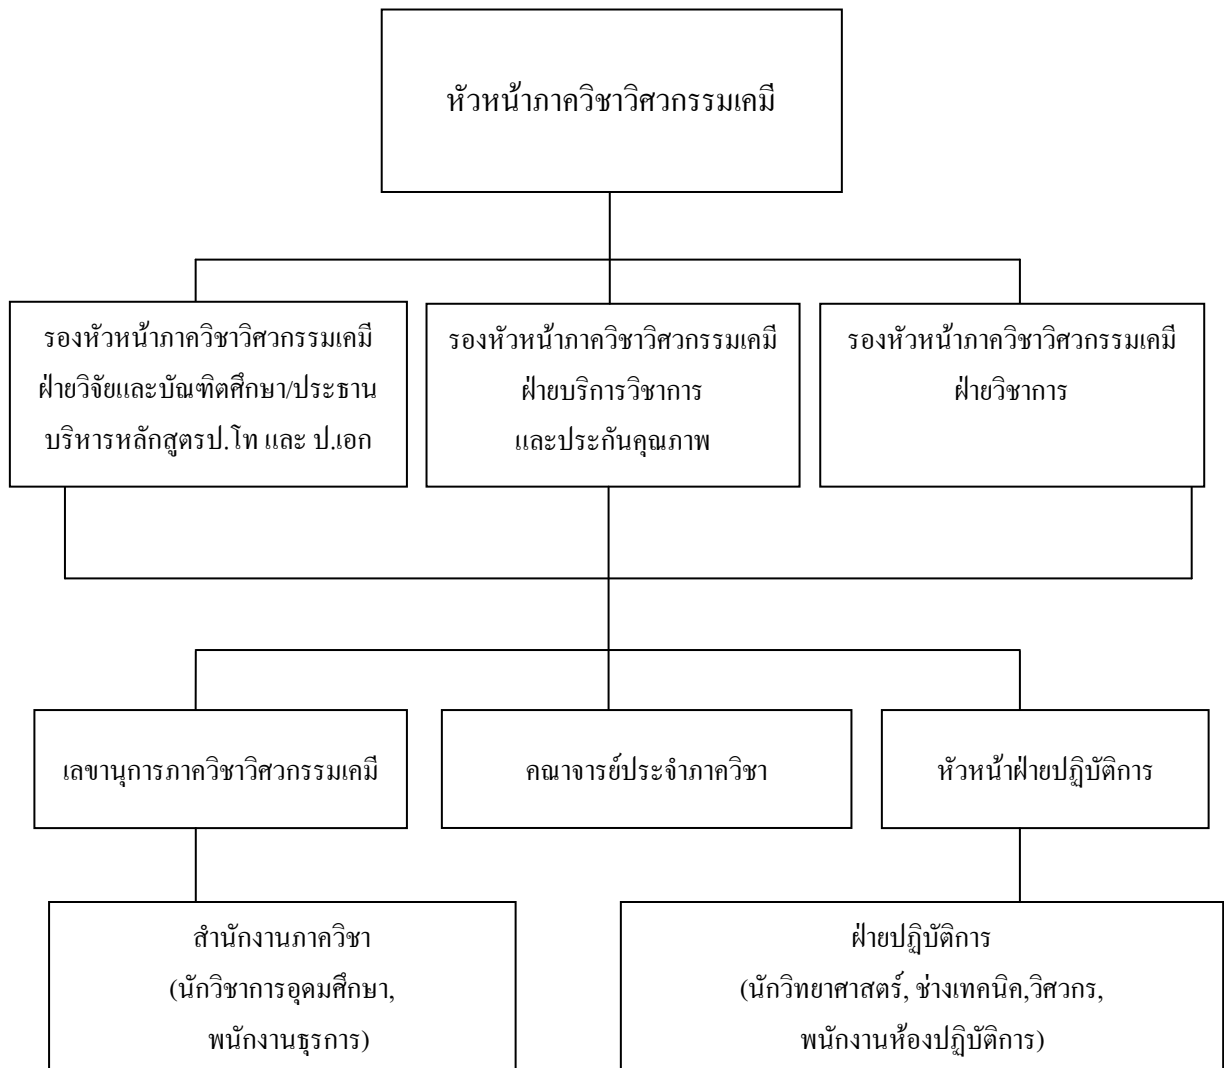 หัวหน้าภาควิชาวิศวกรรมเคมี
รองหัวหน้าภาควิชาวิศวกรรมเคมี
ฝ่ายวิจัยและบัณฑิตศึกษา/ประธาน
บริหารหลักสูตรป.โท และ ป.เอก
รองหัวหน้าภาควิชาวิศวกรรมเคมี
ฝ่ายบริการวิชาการ
และประกันคุณภาพ
รองหัวหน้าภาควิชาวิศวกรรมเคมี
ฝ่ายวิชาการ
เลขานุการภาควิชาวิศวกรรมเคมี
คณาจารย์ประจำภาควิชา
หัวหน้าฝ่ายปฏิบัติการ
สำนักงานภาควิชา
(นักวิชาการอุดมศึกษา,
พนักงานธุรการ)
ฝ่ายปฏิบัติการ
(นักวิทยาศาสตร์, ช่างเทคนิค,วิศวกร,
พนักงานห้องปฏิบัติการ)